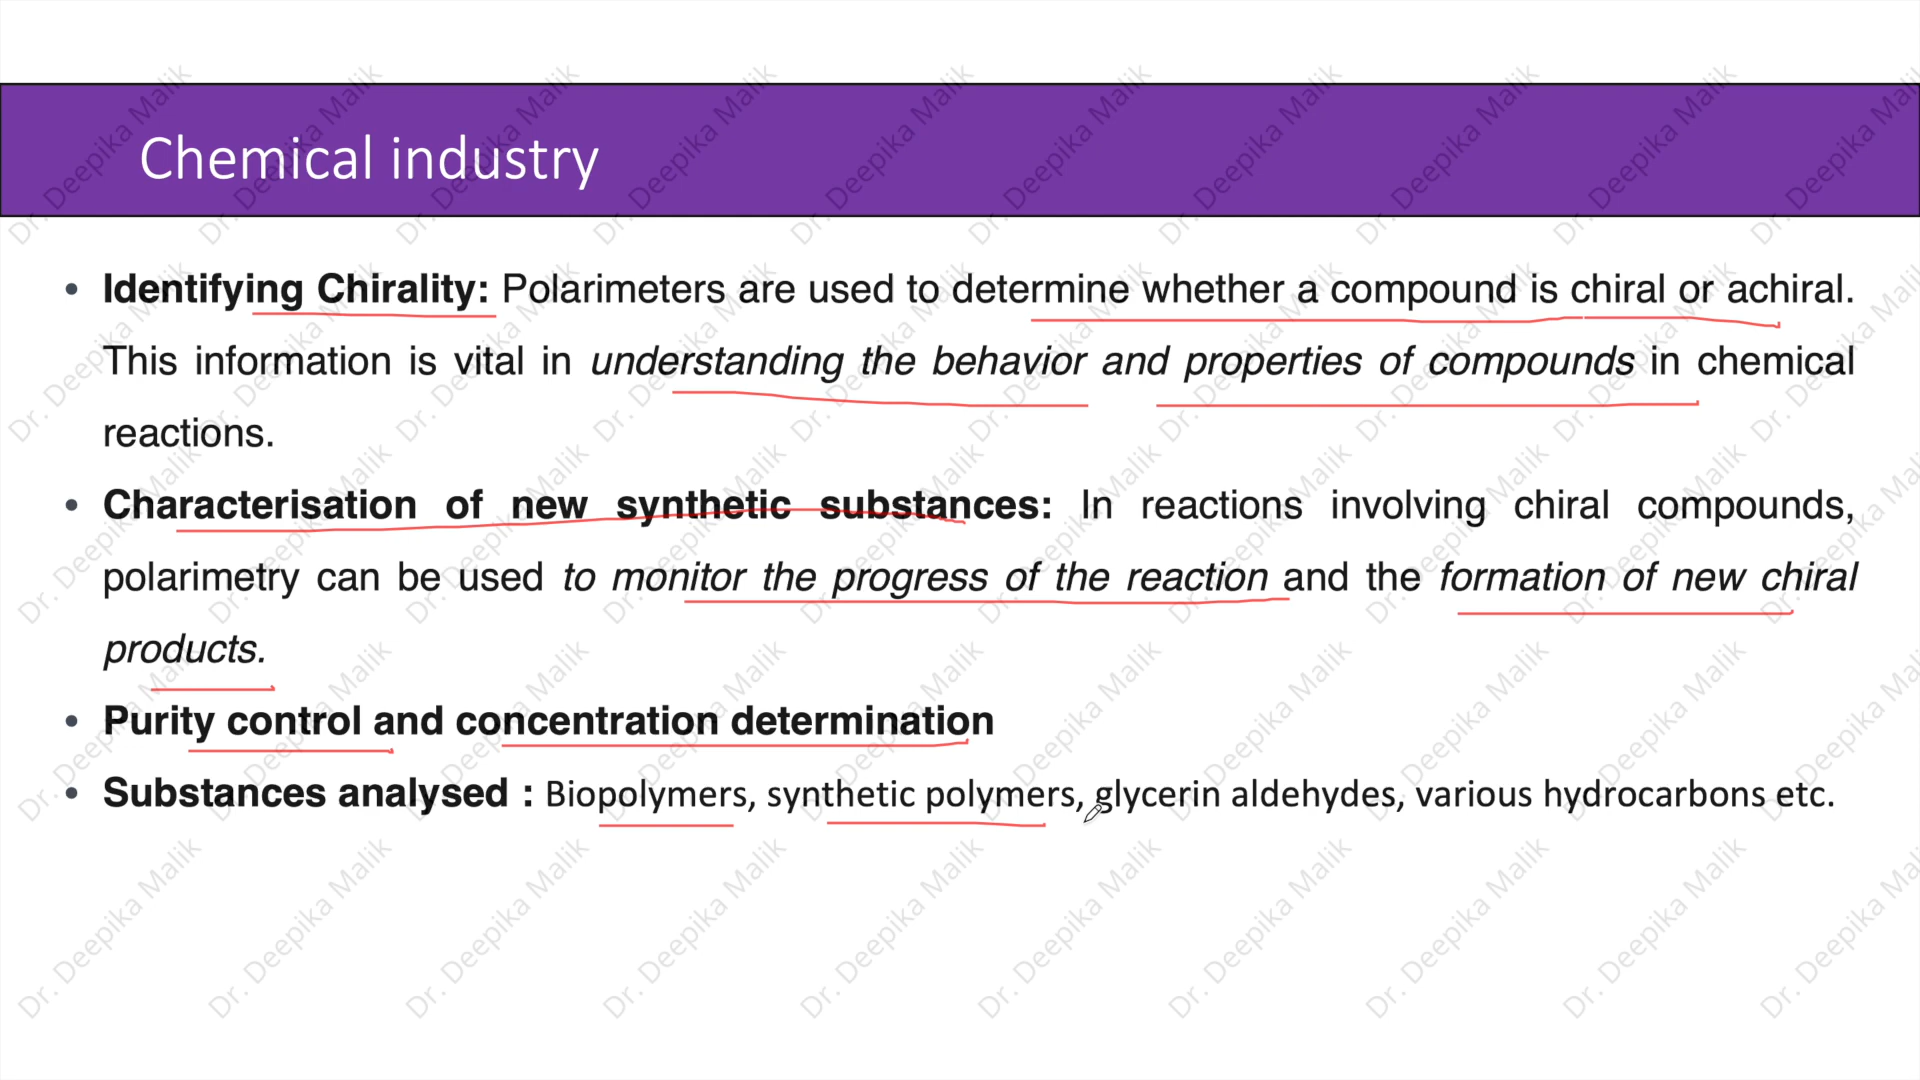 Chemical industry
• Identifying Chirality: Polarimeters are used to determine whether a compound is chiral or achiral.
This information is vital in understanding the behavior and properties of compounds in chemical
reactions.
• Characterisation of new synthetic substances: In reactions involving chiral compounds,
polarimetry can be used to monitor the progress of the reaction and the formation of new chiral
products.
• Purity control and concentration determination
• Substances analysed : Biopolymers, synthetic polymers, glycerin aldehydes, various hydrocarbons etc.
Dr. Deepika Malik